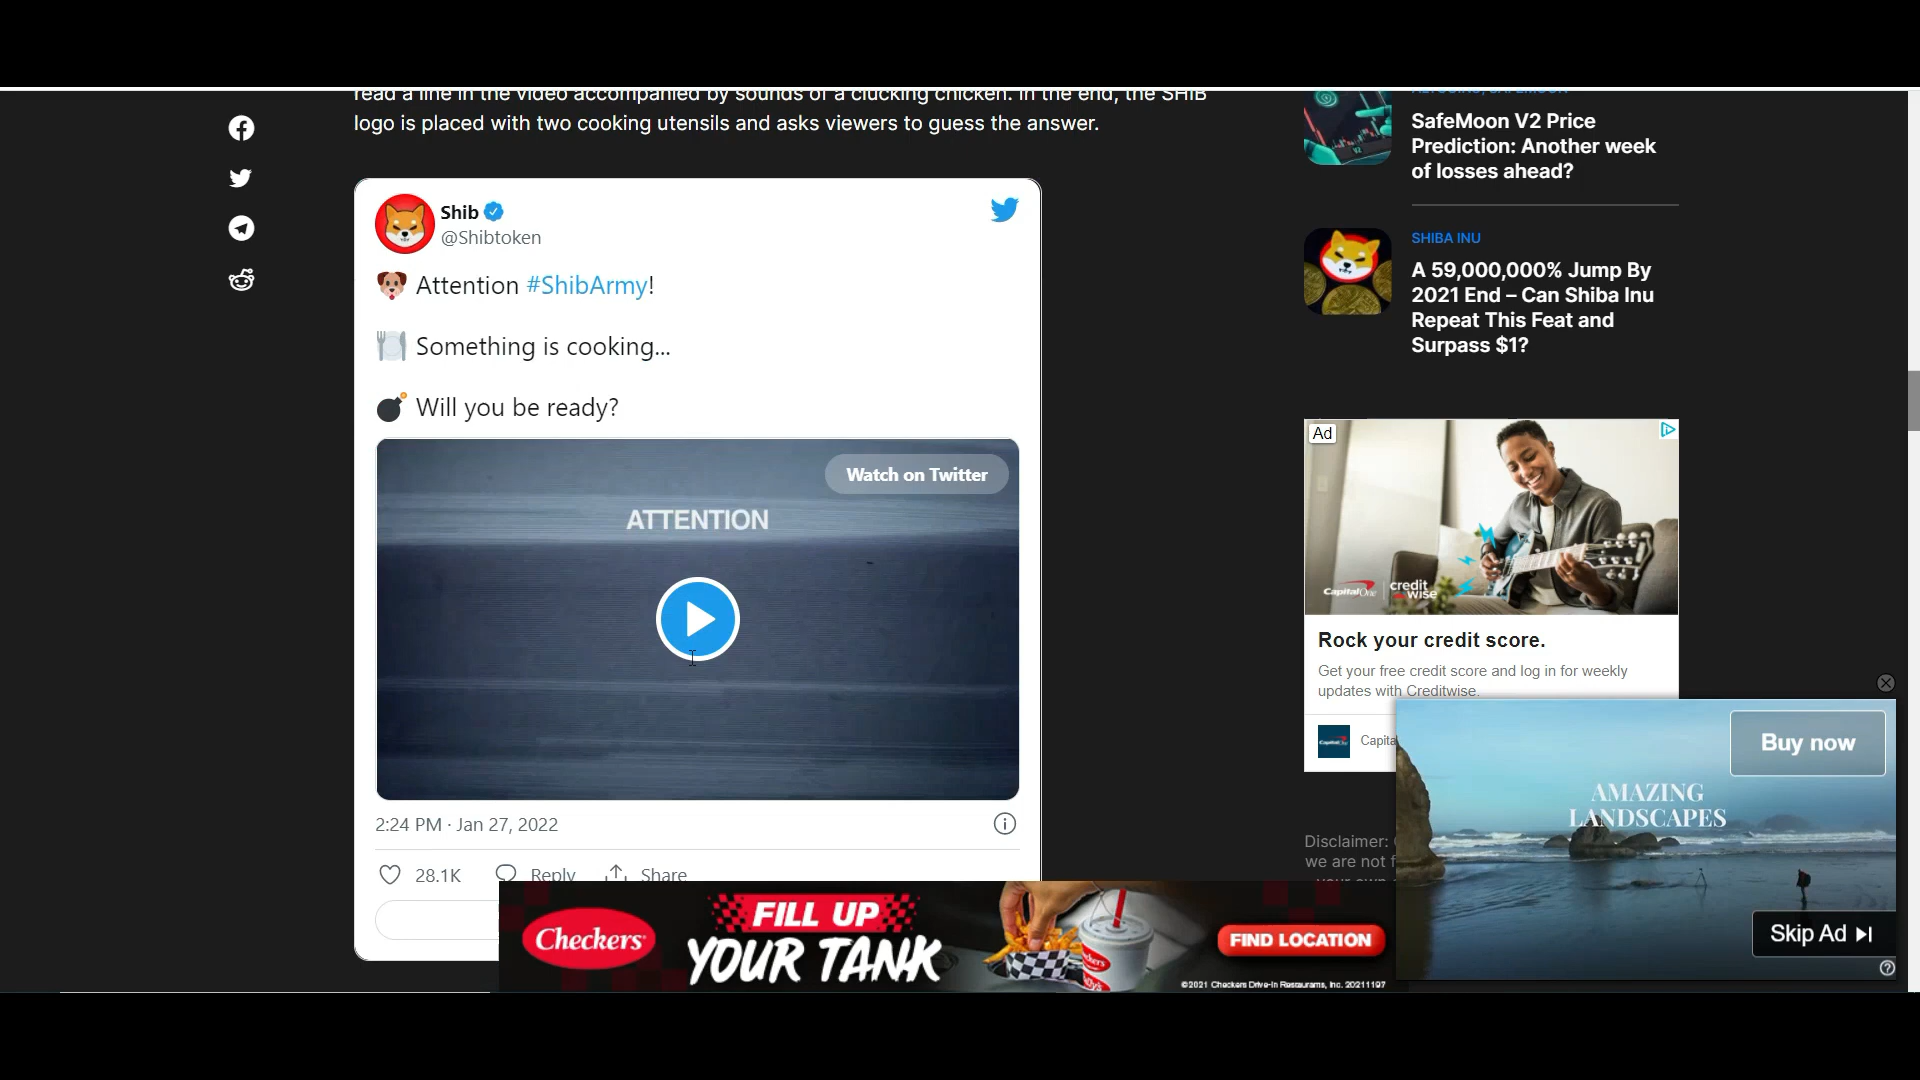 read a line in the video accompanied by sounds of a clucking chicken. In the end, the SHIB
logo is placed with two cooking utensils and asks viewers to guess the answer.
Shib
@Shibtoken
Attention #ShibArmy!
Something is cooking...
Will you be ready?
Watch on Twitter
ATTENTION
2:24 PM · Jan 27, 2022
28.1K Reply Share
SafeMoon V2 Price
Prediction: Another week
of losses ahead?
SHIBA INU
A 59,000,000% Jump By
2021 End – Can Shiba Inu
Repeat This Feat and
Surpass $1?
Ad
CapitalOne credit
wise
Rock your credit score.
Get your free credit score and log in for weekly
updates with Creditwise.
Capita
Disclaimer:
we are not f
Buy now
AMAZING
LANDSCAPES
Skip Ad
Checkers
FILL UP
YOUR TANK
FIND LOCATION
©2021 Checkers Drive-In Restaurants, Inc. 20211197